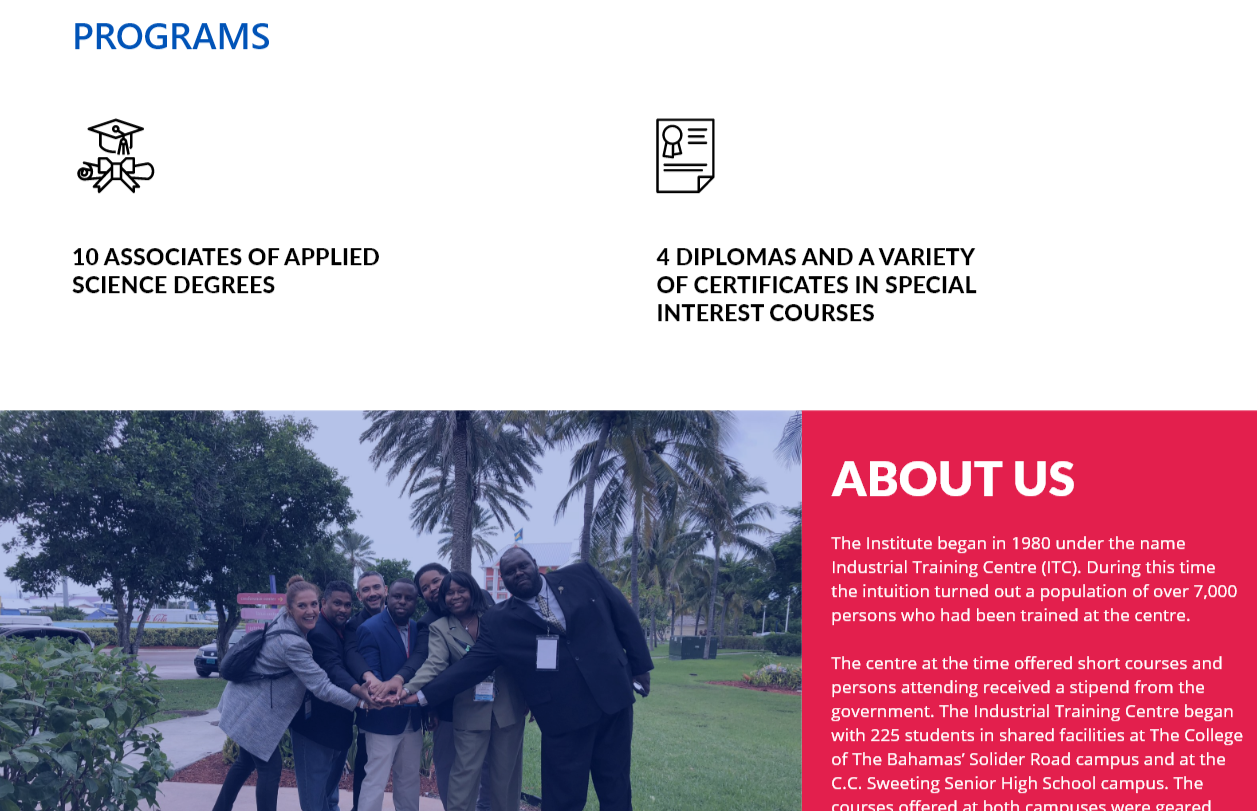 PROGRAMS
10 ASSOCIATES OF APPLIED
SCIENCE DEGREES
4 DIPLOMAS AND A VARIETY
OF CERTIFICATES IN SPECIAL
INTEREST COURSES
ABOUT US
The Institute began in 1980 under the name
Industrial Training Centre (ITC). During this time
the intuition turned out a population of over 7,000
persons who had been trained at the centre.
The centre at the time offered short courses and
persons attending received a stipend from the
government. The Industrial Training Centre began
with 225 students in shared facilities at The College
of The Bahamas’ Solider Road campus and at the
C.C. Sweeting Senior High School campus. The
courses offered at both campuses were geared